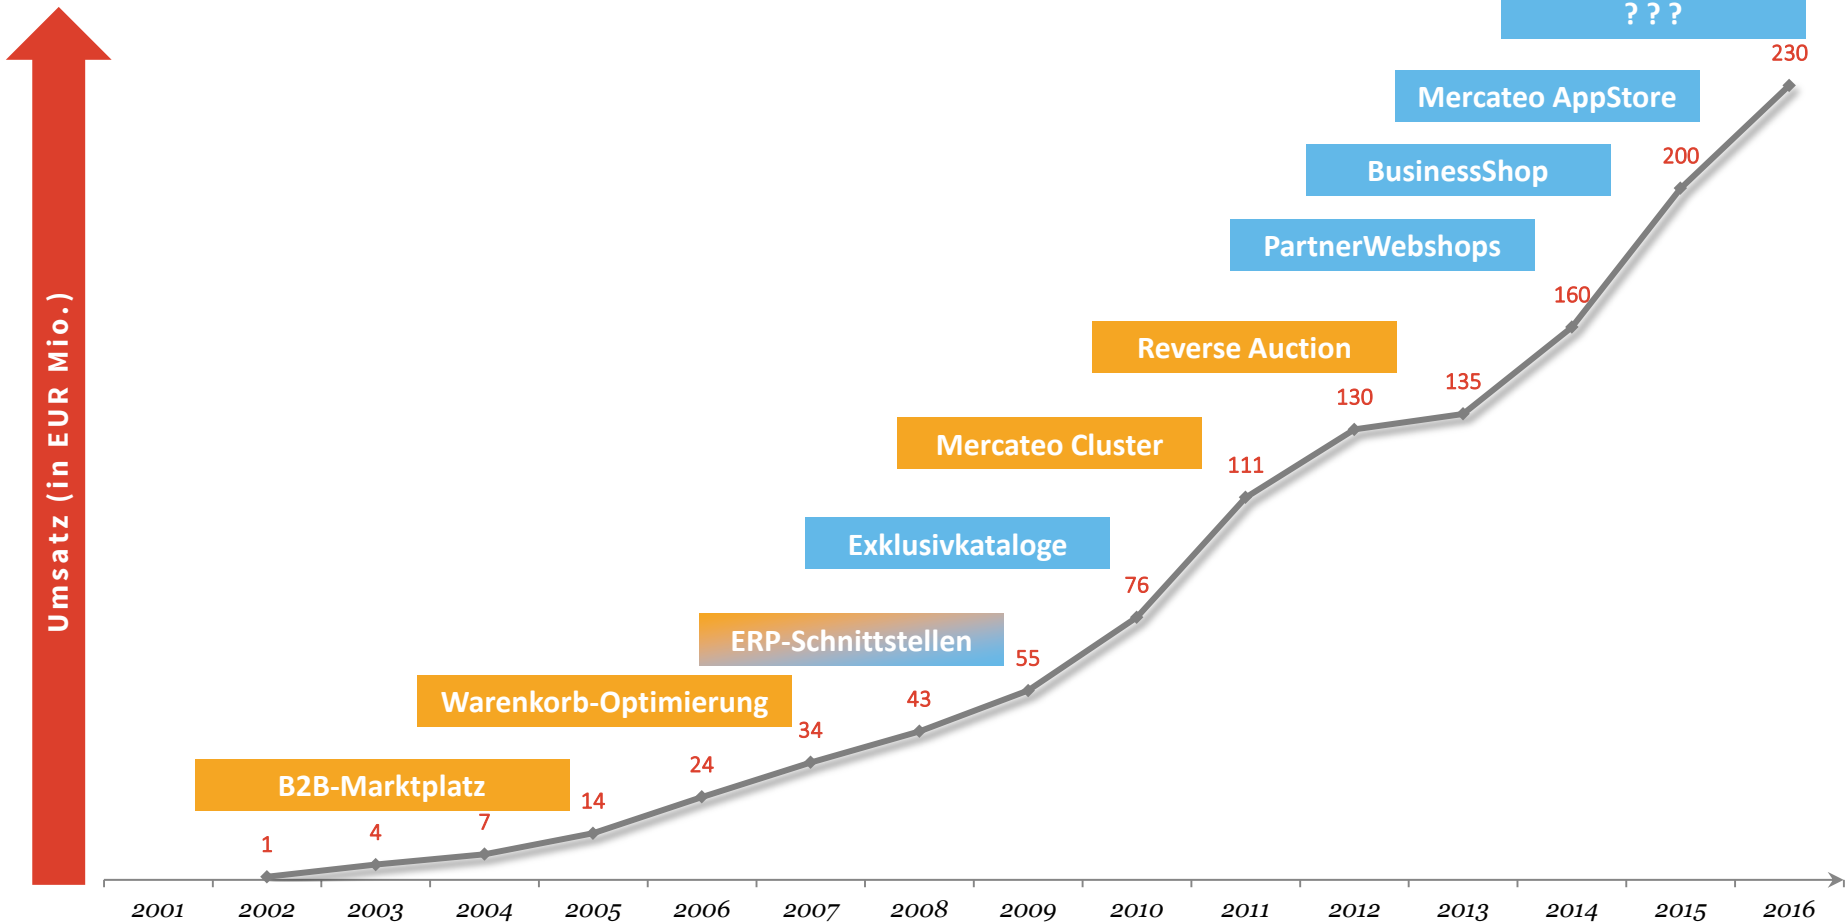 ? ? ?
230
Mercateo AppStore
200
BusinessShop
PartnerWebshops
160
Reverse Auction
135
130
Mercateo Cluster
111
Exklusivkataloge
76
ERP-Schnittstellen
55
Warenkorb-Optimierung
43
34
24
B2B-Marktplatz
14
7
4
1
Umsatz (in EUR Mio.)
2001 2002 2003 2004 2005 2006 2007 2008 2009 2010 2011 2012 2013 2014 2015 2016